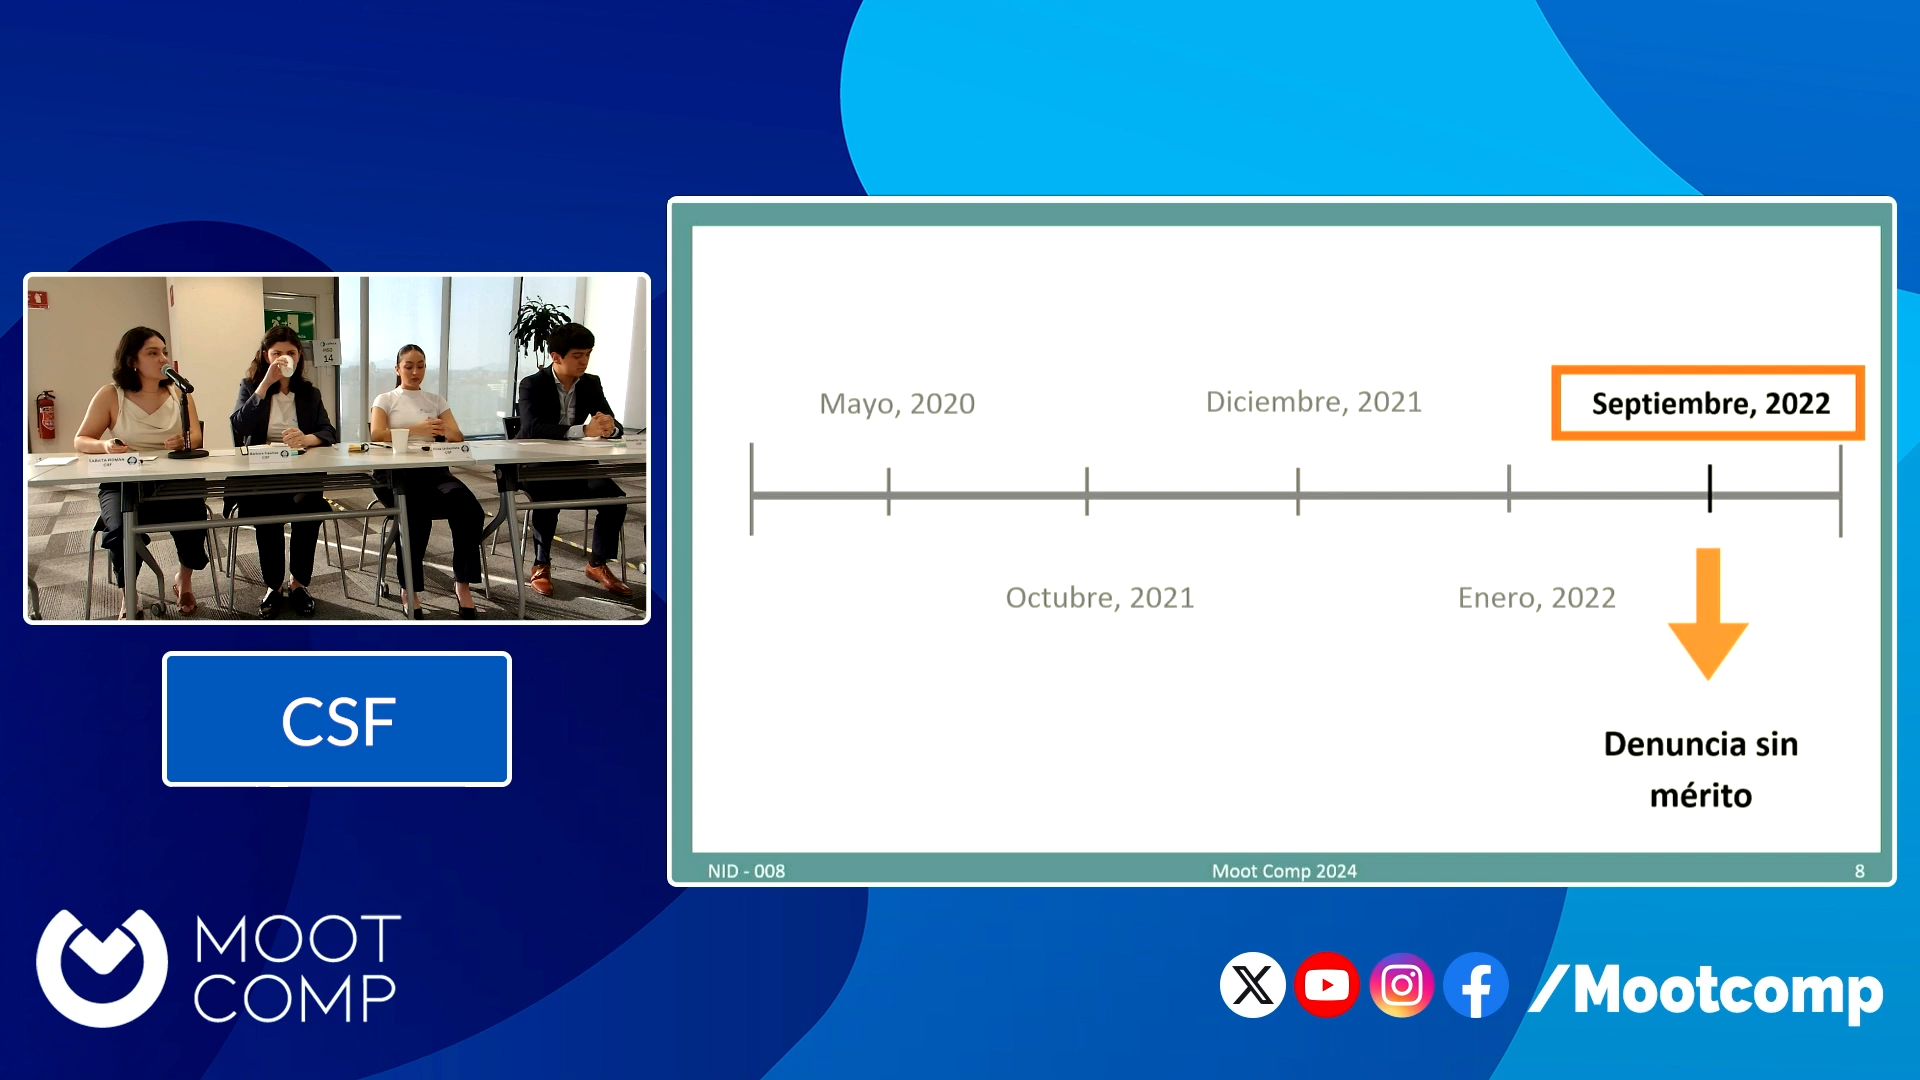 Mayo, 2020
Diciembre, 2021
Septiembre, 2022
Octubre, 2021
Enero, 2022
Denuncia sin
mérito
NID - 008
Moot Comp 2024
8
14
CSF
MOOT
COMP
/Mootcomp